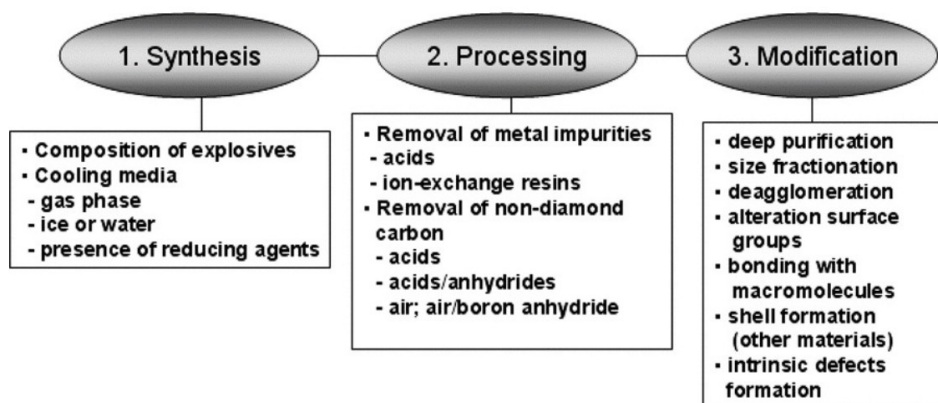 1. Synthesis
2. Processing
3. Modification
▪ Composition of explosives
▪ Cooling media
- gas phase
- ice or water
- presence of reducing agents
▪ Removal of metal impurities
- acids
- ion-exchange resins
▪ Removal of non-diamond
carbon
- acids
- acids/anhydrides
- air; air/boron anhydride
▪ deep purification
▪ size fractionation
▪ deagglomeration
▪ alteration surface
groups
▪ bonding with
macromolecules
▪ shell formation
(other materials)
▪ intrinsic defects
formation